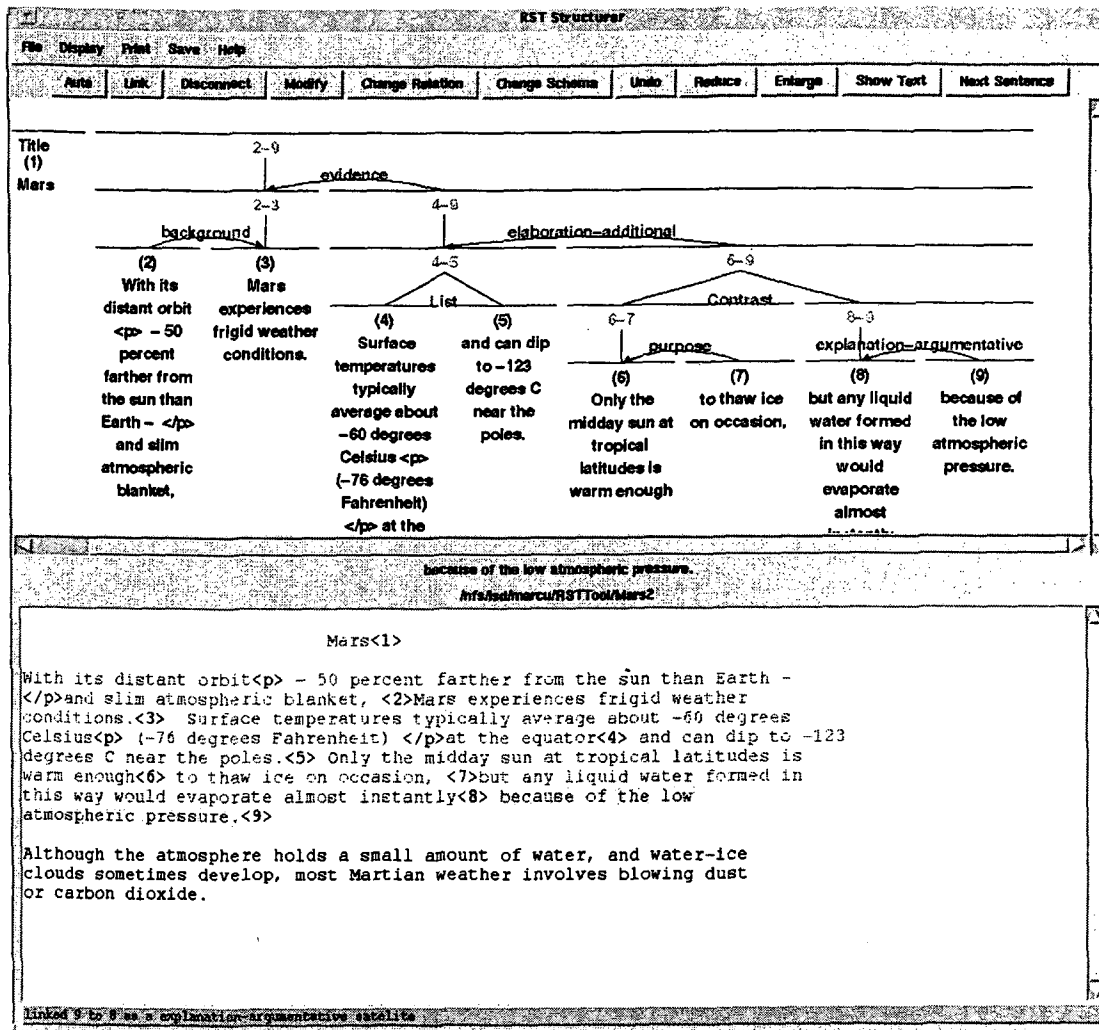 RST Structurer
File Display Print Save Help
Auto Link Disconnect Modify Change Relation Change Schema Undo Reduce Enlarge Show Text Next Sentence
Title
(1)
Mars
2-9
evidence
2-3
4-9
background
elaboration-additional
(2)
With its
distant orbit
<p> - 50
percent
farther from
the sun than
Earth - </p>
and slim
atmospheric
blanket,
(3)
Mars
experiences
frigid weather
conditions.
4-5
List
(4)
Surface
temperatures
typically
average about
-60 degrees
Celsius <p>
(-76 degrees
Fahrenheit)
</p> at the
(5)
and can dip
to -123
degrees C
near the
poles.
6-9
Contrast
6-7
purpose
(6)
Only the
midday sun at
tropical
latitudes is
warm enough
(7)
to thaw ice
on occasion,
8-9
explanation-argumentative
(8)
but any liquid
water formed
in this way
would
evaporate
almost
(9)
because of
the low
atmospheric
pressure.
because of the low atmospheric pressure.
/nfs/isd/marcu/RSTTool/Mars2
Mars<1>
With its distant orbit<p> - 50 percent farther from the sun than Earth -
</p>and slim atmospheric blanket, <2>Mars experiences frigid weather
conditions.<3> Surface temperatures typically average about -60 degrees
Celsius<p> (-76 degrees Fahrenheit) </p>at the equator<4> and can dip to -123
degrees C near the poles.<5> Only the midday sun at tropical latitudes is
warm enough<6> to thaw ice on occasion, <7>but any liquid water formed in
this way would evaporate almost instantly<8> because of the low
atmospheric pressure.<9>
Although the atmosphere holds a small amount of water, and water-ice
clouds sometimes develop, most Martian weather involves blowing dust
or carbon dioxide.
linked 9 to 8 as a explanation-argumentative satelite